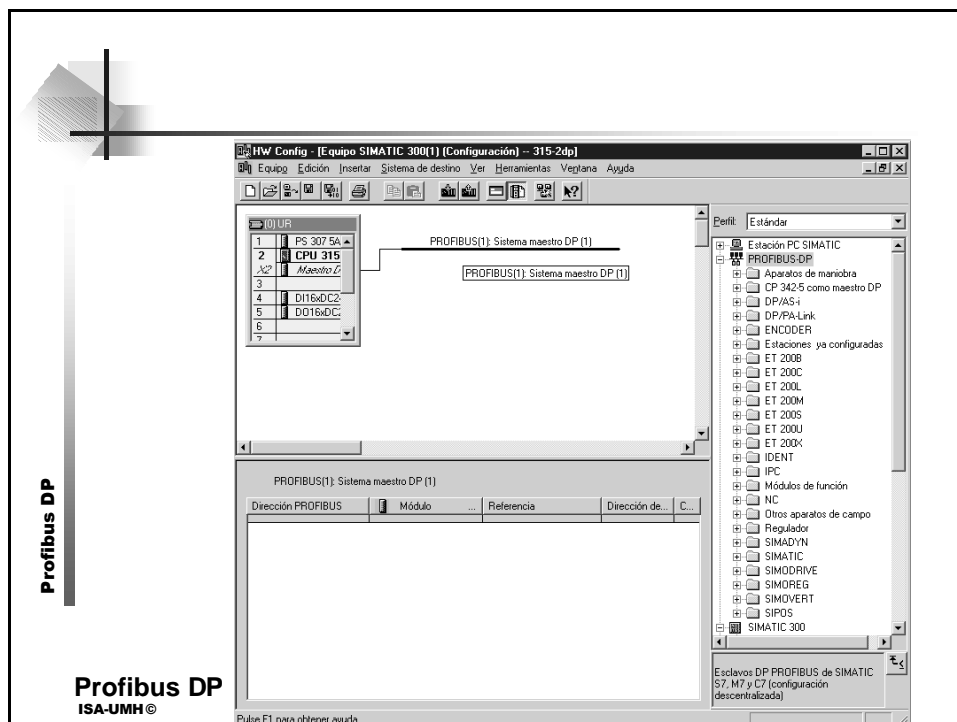 HW Config - [Equipo SIMATIC 300(1) (Configuración) -- 315-2dp]
Equipo Edición Insertar Sistema de destino Ver Herramientas Ventana Ayuda
(0) UR
1 PS 307 5A
2 CPU 315
X2 Maestro D
3
4 DI16xDC2
5 DO16xDC2
6
7
PROFIBUS(1): Sistema maestro DP (1)
PROFIBUS(1): Sistema maestro DP (1)
Perfil: Estándar
Estación PC SIMATIC
PROFIBUS-DP
Aparatos de maniobra
CP 342-5 como maestro DP
DP/AS-i
DP/PA-Link
ENCODER
Estaciones ya configuradas
ET 200B
ET 200C
ET 200L
ET 200M
ET 200S
ET 200U
ET 200X
IDENT
IPC
Módulos de función
NC
Otros aparatos de campo
Regulador
SIMADYN
SIMATIC
SIMODRIVE
SIMOREG
SIMOVERT
SIPOS
SIMATIC 300
PROFIBUS(1): Sistema maestro DP (1)
Dirección PROFIBUS Módulo ... Referencia Dirección de... C...
Esclavos DP PROFIBUS de SIMATIC
S7, M7 y C7 (configuración
descentralizada)
Pulse F1 para obtener ayuda.
Profibus DP
Profibus DP
ISA-UMH ©